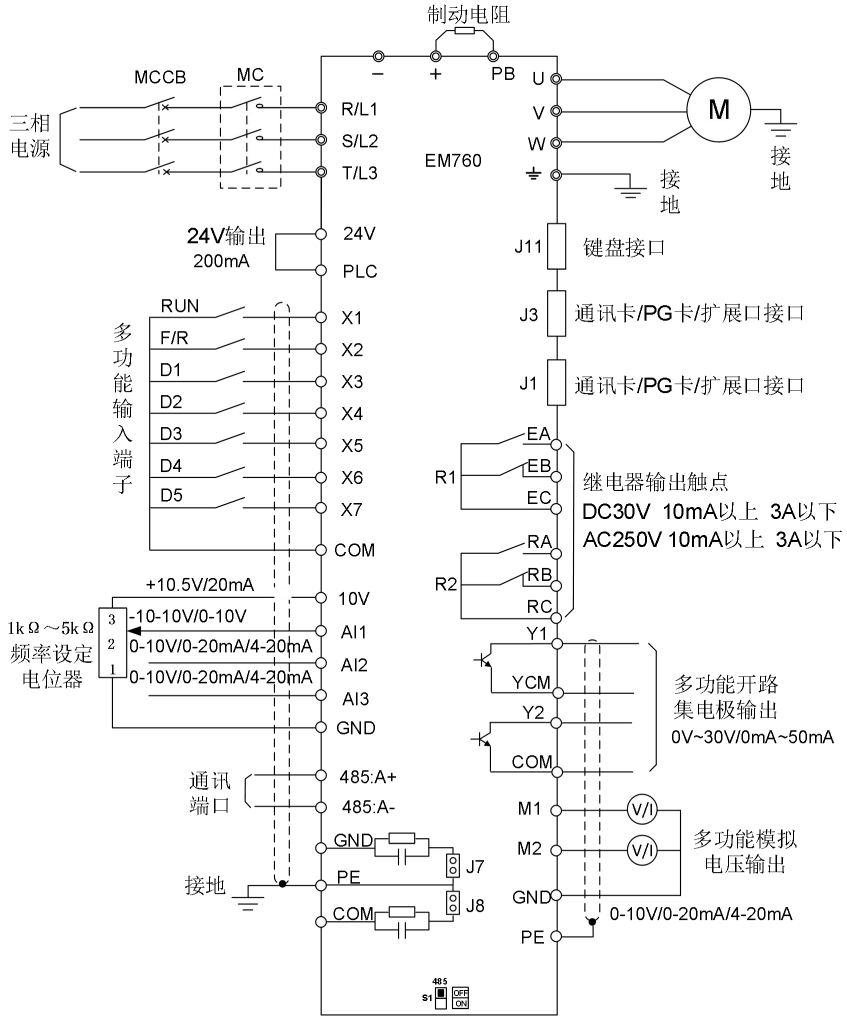 制动电阻
MCCB
MC
−
+
PB
U
R/L1
三相
电源
S/L2
T/L3
V
W
M
EM760
接地
接地
24V输出
200mA
24V
PLC
J11
键盘接口
J3
通讯卡/PG卡/扩展口接口
J1
通讯卡/PG卡/扩展口接口
多功能输入端子
RUN
X1
F/R
X2
D1
X3
D2
X4
D3
X5
D4
X6
D5
X7
COM
EA
R1
EB
EC
RA
R2
RB
RC
继电器输出触点
DC30V 10mA以上 3A以下
AC250V 10mA以上 3A以下
+10.5V/20mA
10V
1kΩ～5kΩ
频率设定
电位器
3
2
1
-10-10V/0-10V
AI1
0-10V/0-20mA/4-20mA
AI2
0-10V/0-20mA/4-20mA
AI3
GND
Y1
YCM
Y2
COM
多功能开路
集电极输出
0V~30V/0mA~50mA
通讯
端口
485:A+
485:A-
M1
V/I
M2
V/I
GND
多功能模拟
电压输出
0-10V/0-20mA/4-20mA
PE
GND
J7
接地
PE
COM
J8
485
S1
OFF
ON